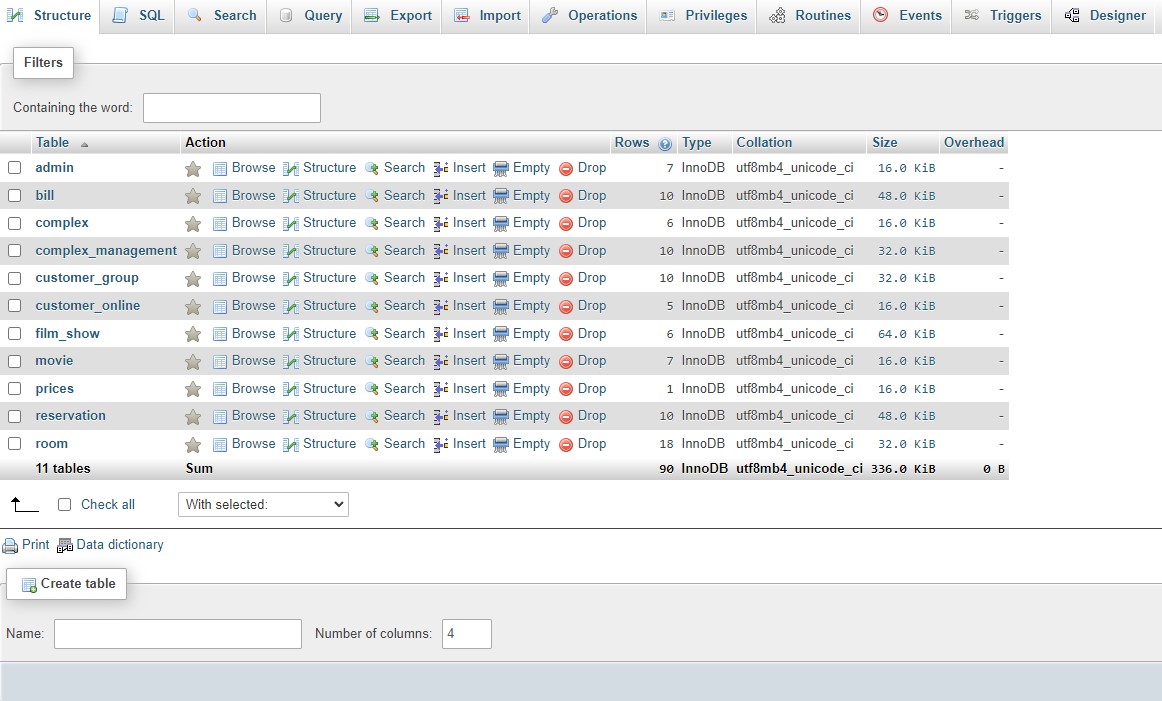 Structure SQL Search Query Export Import Operations Privileges Routines Events Triggers Designer
Filters
Containing the word:
Table Action Rows Type Collation Size Overhead
admin Browse Structure Search Insert Empty Drop 7 InnoDB utf8mb4_unicode_ci 16.0 KiB -
bill Browse Structure Search Insert Empty Drop 10 InnoDB utf8mb4_unicode_ci 48.0 KiB -
complex Browse Structure Search Insert Empty Drop 6 InnoDB utf8mb4_unicode_ci 16.0 KiB -
complex_management Browse Structure Search Insert Empty Drop 10 InnoDB utf8mb4_unicode_ci 32.0 KiB -
customer_group Browse Structure Search Insert Empty Drop 10 InnoDB utf8mb4_unicode_ci 32.0 KiB -
customer_online Browse Structure Search Insert Empty Drop 5 InnoDB utf8mb4_unicode_ci 16.0 KiB -
film_show Browse Structure Search Insert Empty Drop 6 InnoDB utf8mb4_unicode_ci 64.0 KiB -
movie Browse Structure Search Insert Empty Drop 7 InnoDB utf8mb4_unicode_ci 16.0 KiB -
prices Browse Structure Search Insert Empty Drop 1 InnoDB utf8mb4_unicode_ci 16.0 KiB -
reservation Browse Structure Search Insert Empty Drop 10 InnoDB utf8mb4_unicode_ci 48.0 KiB -
room Browse Structure Search Insert Empty Drop 18 InnoDB utf8mb4_unicode_ci 32.0 KiB -
11 tables Sum 90 InnoDB utf8mb4_unicode_ci 336.0 KiB 0 B
Check all With selected:
Print Data dictionary
Create table
Name: Number of columns: 4